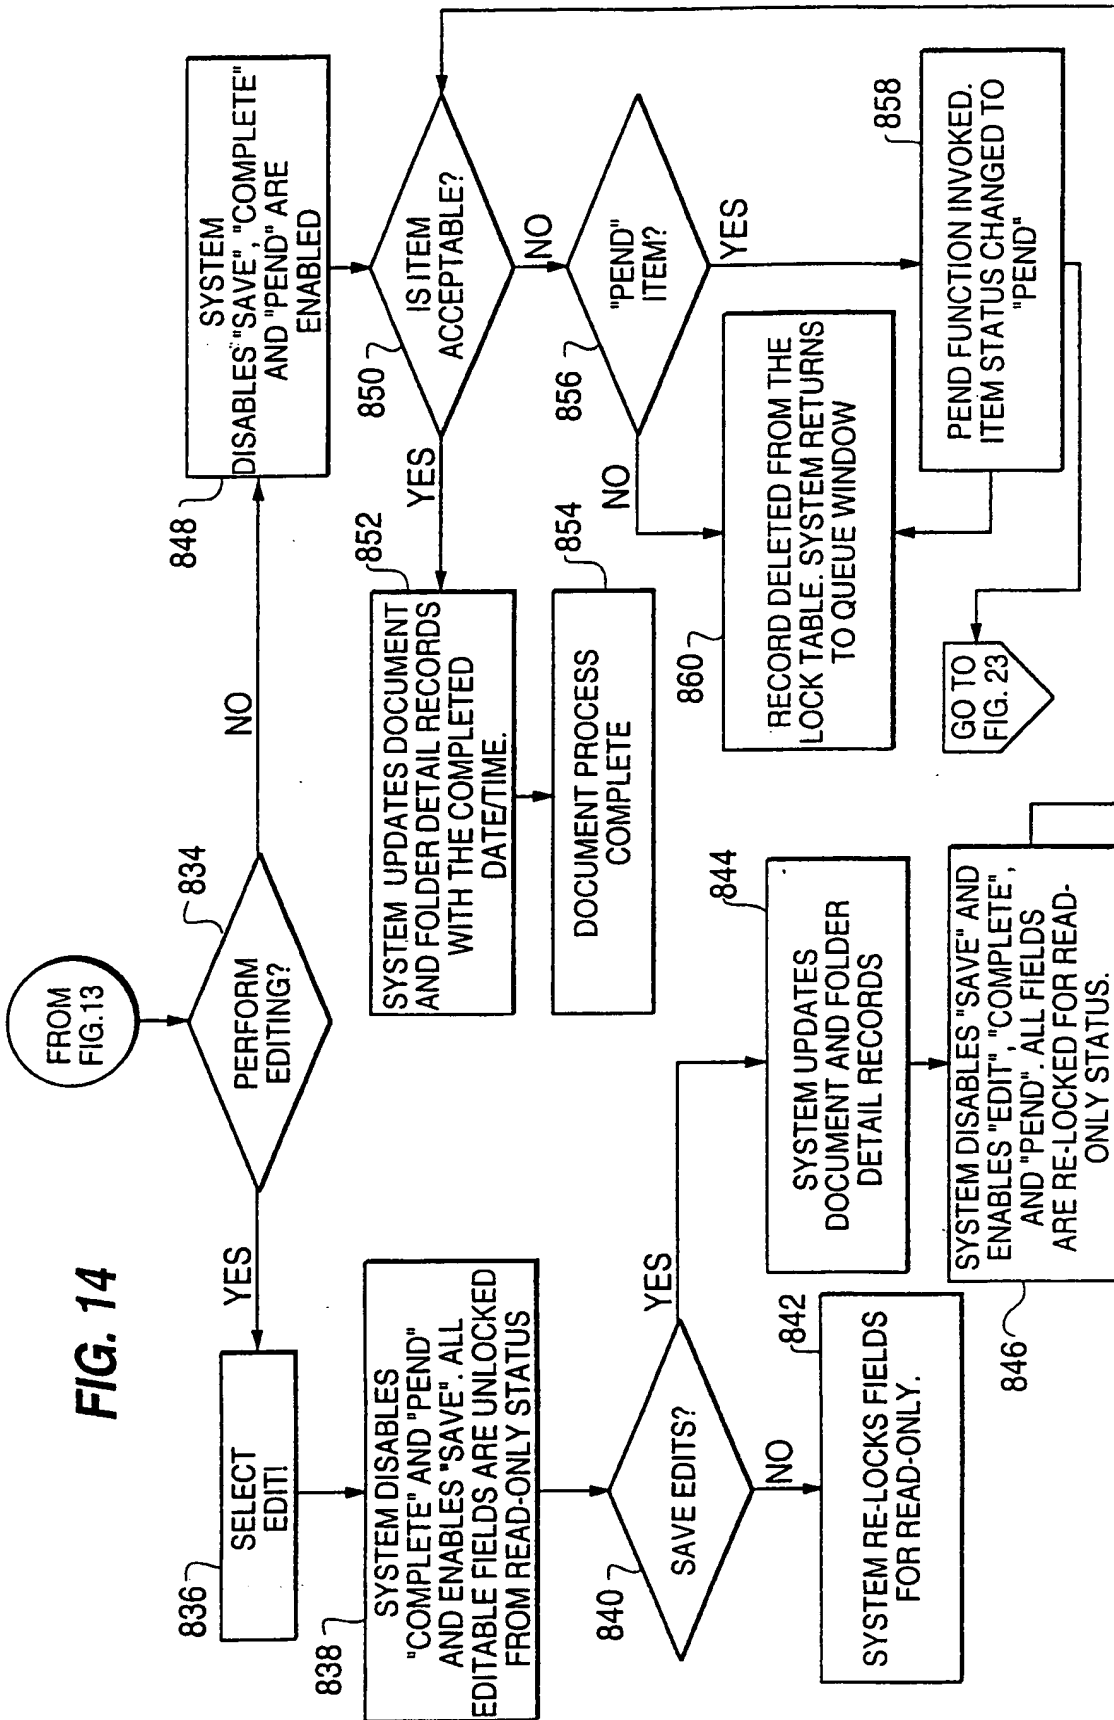 FIG. 14
FROM
FIG.13
834
PERFORM
EDITING?
YES
NO
836
SELECT
EDIT!
838
SYSTEM DISABLES
"COMPLETE" AND "PEND"
AND ENABLES "SAVE". ALL
EDITABLE FIELDS ARE UNLOCKED
FROM READ-ONLY STATUS
840
SAVE EDITS?
YES
NO
842
SYSTEM RE-LOCKS FIELDS
FOR READ-ONLY.
844
SYSTEM UPDATES
DOCUMENT AND FOLDER
DETAIL RECORDS
846
SYSTEM DISABLES "SAVE" AND
ENABLES "EDIT", "COMPLETE",
AND "PEND". ALL FIELDS
ARE RE-LOCKED FOR READ-
ONLY STATUS.
848
SYSTEM
DISABLES "SAVE", "COMPLETE"
AND "PEND" ARE
ENABLED
850
IS ITEM
ACCEPTABLE?
YES
NO
852
SYSTEM UPDATES DOCUMENT
AND FOLDER DETAIL RECORDS
WITH THE COMPLETED
DATE/TIME.
854
DOCUMENT PROCESS
COMPLETE
856
"PEND"
ITEM?
NO
YES
858
PEND FUNCTION INVOKED.
ITEM STATUS CHANGED TO
"PEND"
860
RECORD DELETED FROM THE
LOCK TABLE. SYSTEM RETURNS
TO QUEUE WINDOW
GO TO
FIG. 23